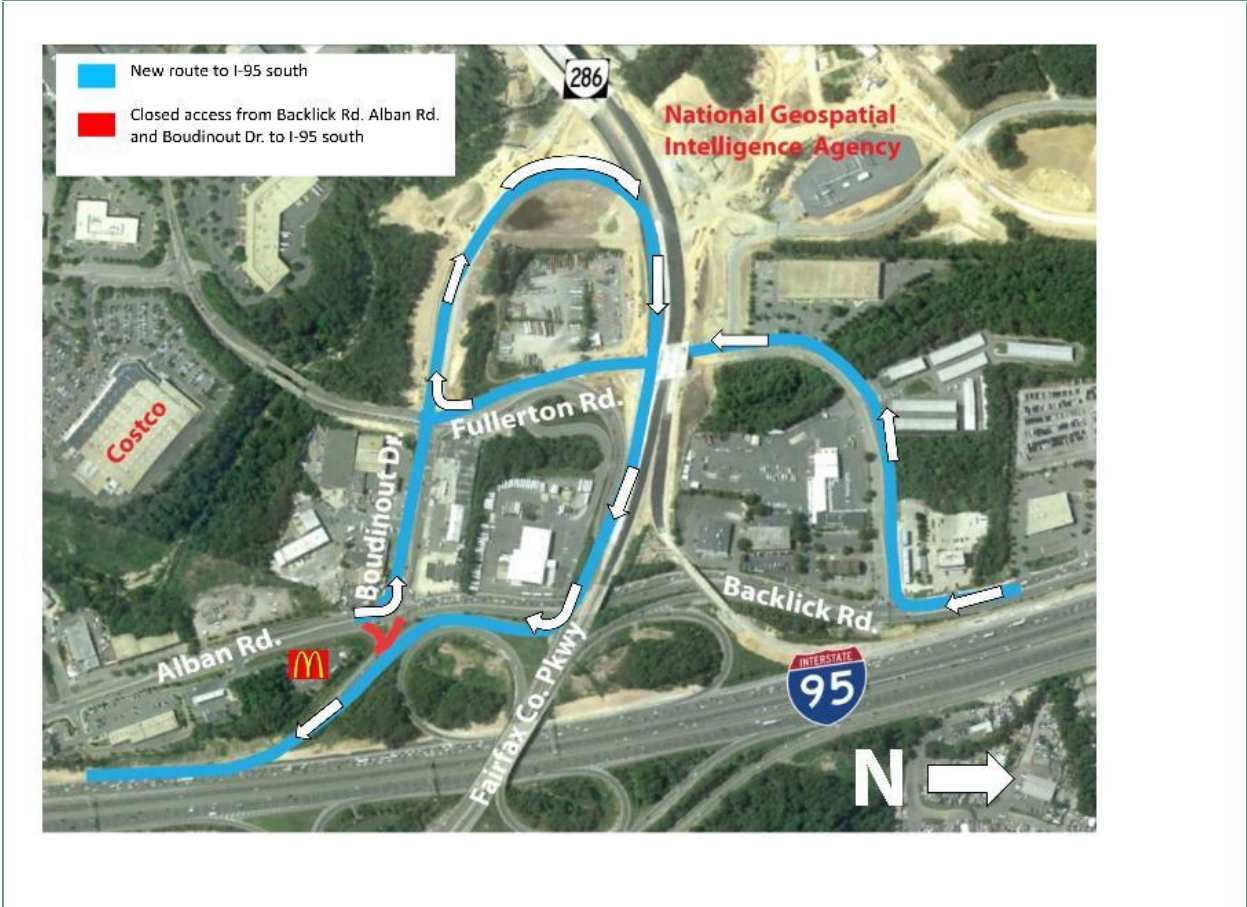 New route to I-95 south
Closed access from Backlick Rd. Alban Rd.
and Boudinout Dr. to I-95 south
286
National Geospatial
Intelligence Agency
Costco
Fullerton Rd.
Boudinout Dr.
Backlick Rd.
Alban Rd.
M
Fairfax Co. Pkwy
INTERSTATE
95
N